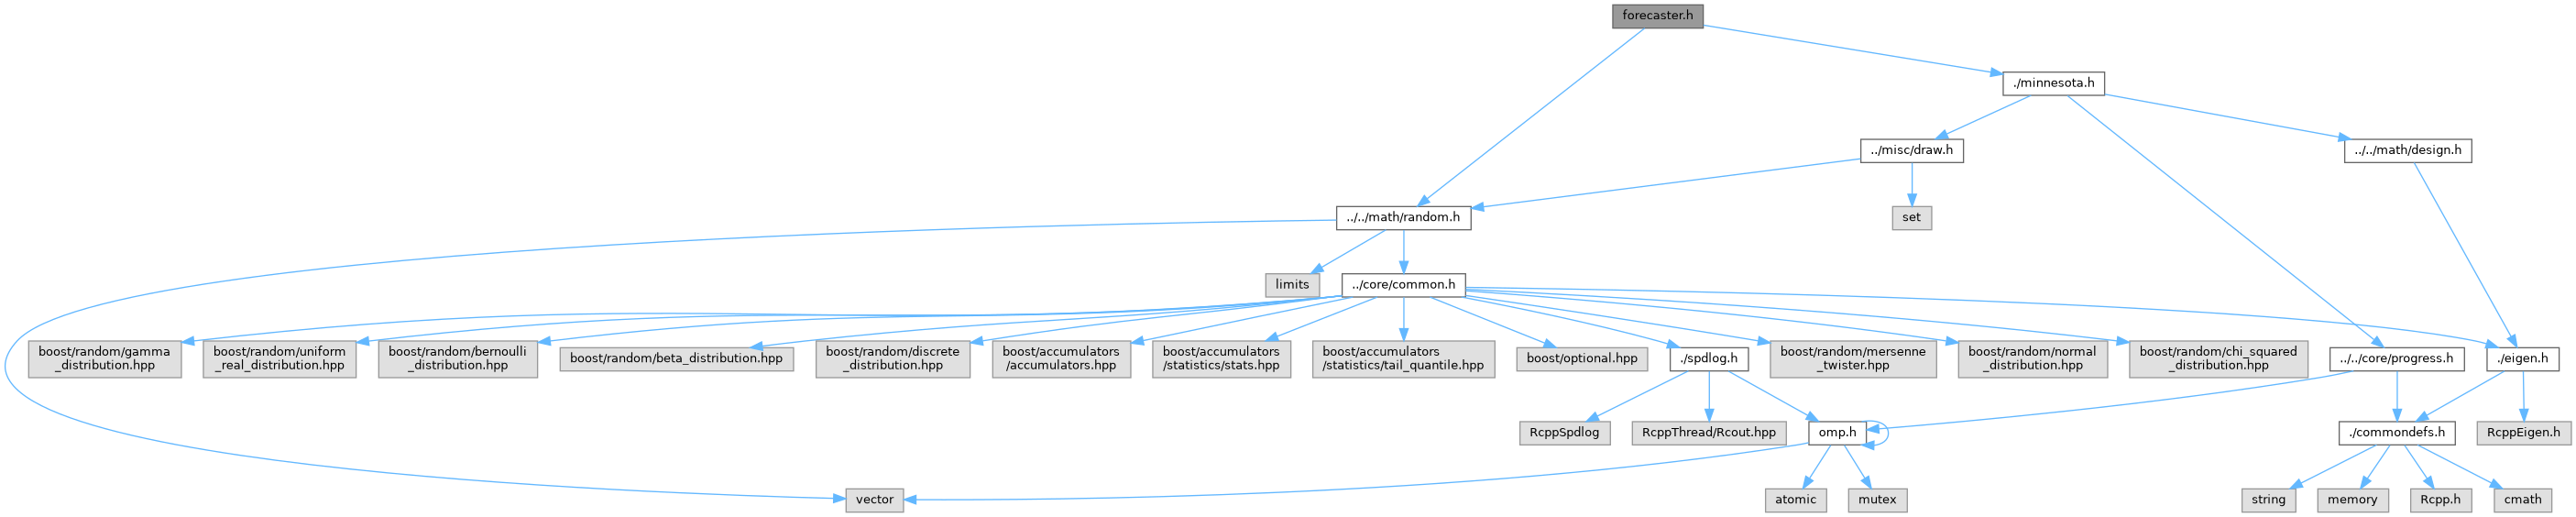 forecaster.h
./minnesota.h
../misc/draw.h
../../math/design.h
../../math/random.h
set
limits
../core/common.h
boost/random/gamma
_distribution.hpp
boost/random/uniform
_real_distribution.hpp
boost/random/bernoulli
_distribution.hpp
boost/random/beta_distribution.hpp
boost/random/discrete
_distribution.hpp
boost/accumulators
/accumulators.hpp
boost/accumulators
/statistics/stats.hpp
boost/accumulators
/statistics/tail_quantile.hpp
boost/optional.hpp
./spdlog.h
boost/random/mersenne
_twister.hpp
boost/random/normal
_distribution.hpp
boost/random/chi_squared
_distribution.hpp
../../core/progress.h
./eigen.h
RcppSpdlog
RcppThread/Rcout.hpp
omp.h
./commondefs.h
RcppEigen.h
vector
atomic
mutex
string
memory
Rcpp.h
cmath